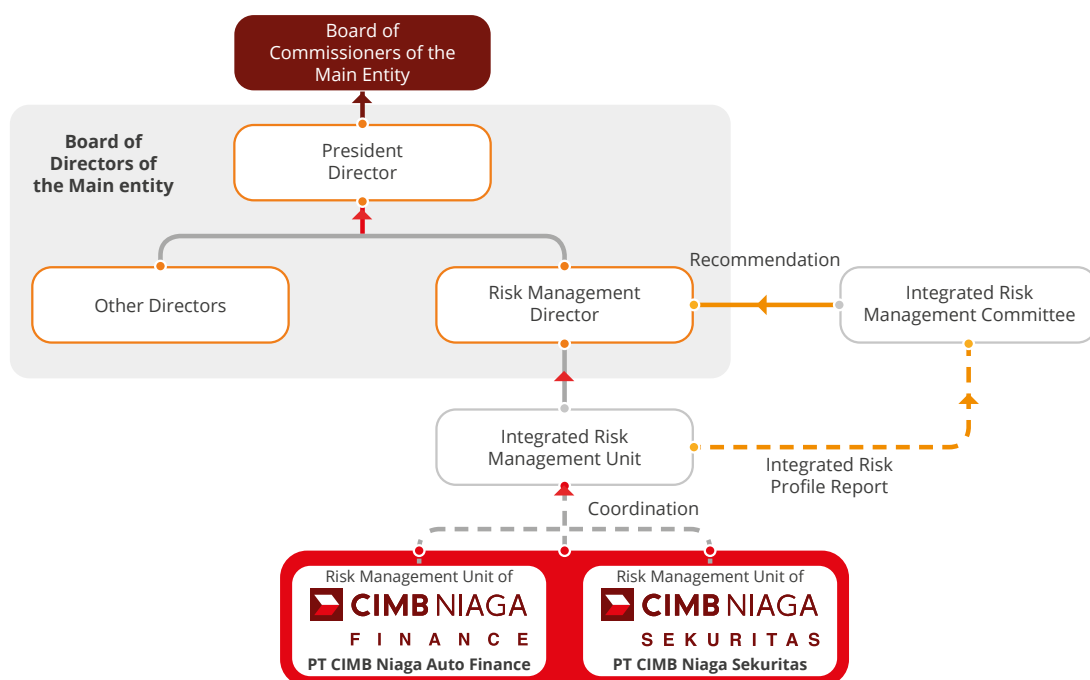 Board of
Commissioners of the
Main Entity
Board of
Directors of
the Main entity
President
Director
Other Directors
Risk Management
Director
Recommendation
Integrated Risk
Management Committee
Integrated Risk
Management Unit
Integrated Risk
Profile Report
Coordination
Risk Management Unit of
CIMB NIAGA
FINANCE
PT CIMB Niaga Auto Finance
Risk Management Unit of
CIMB NIAGA
SEKURITAS
PT CIMB Niaga Sekuritas